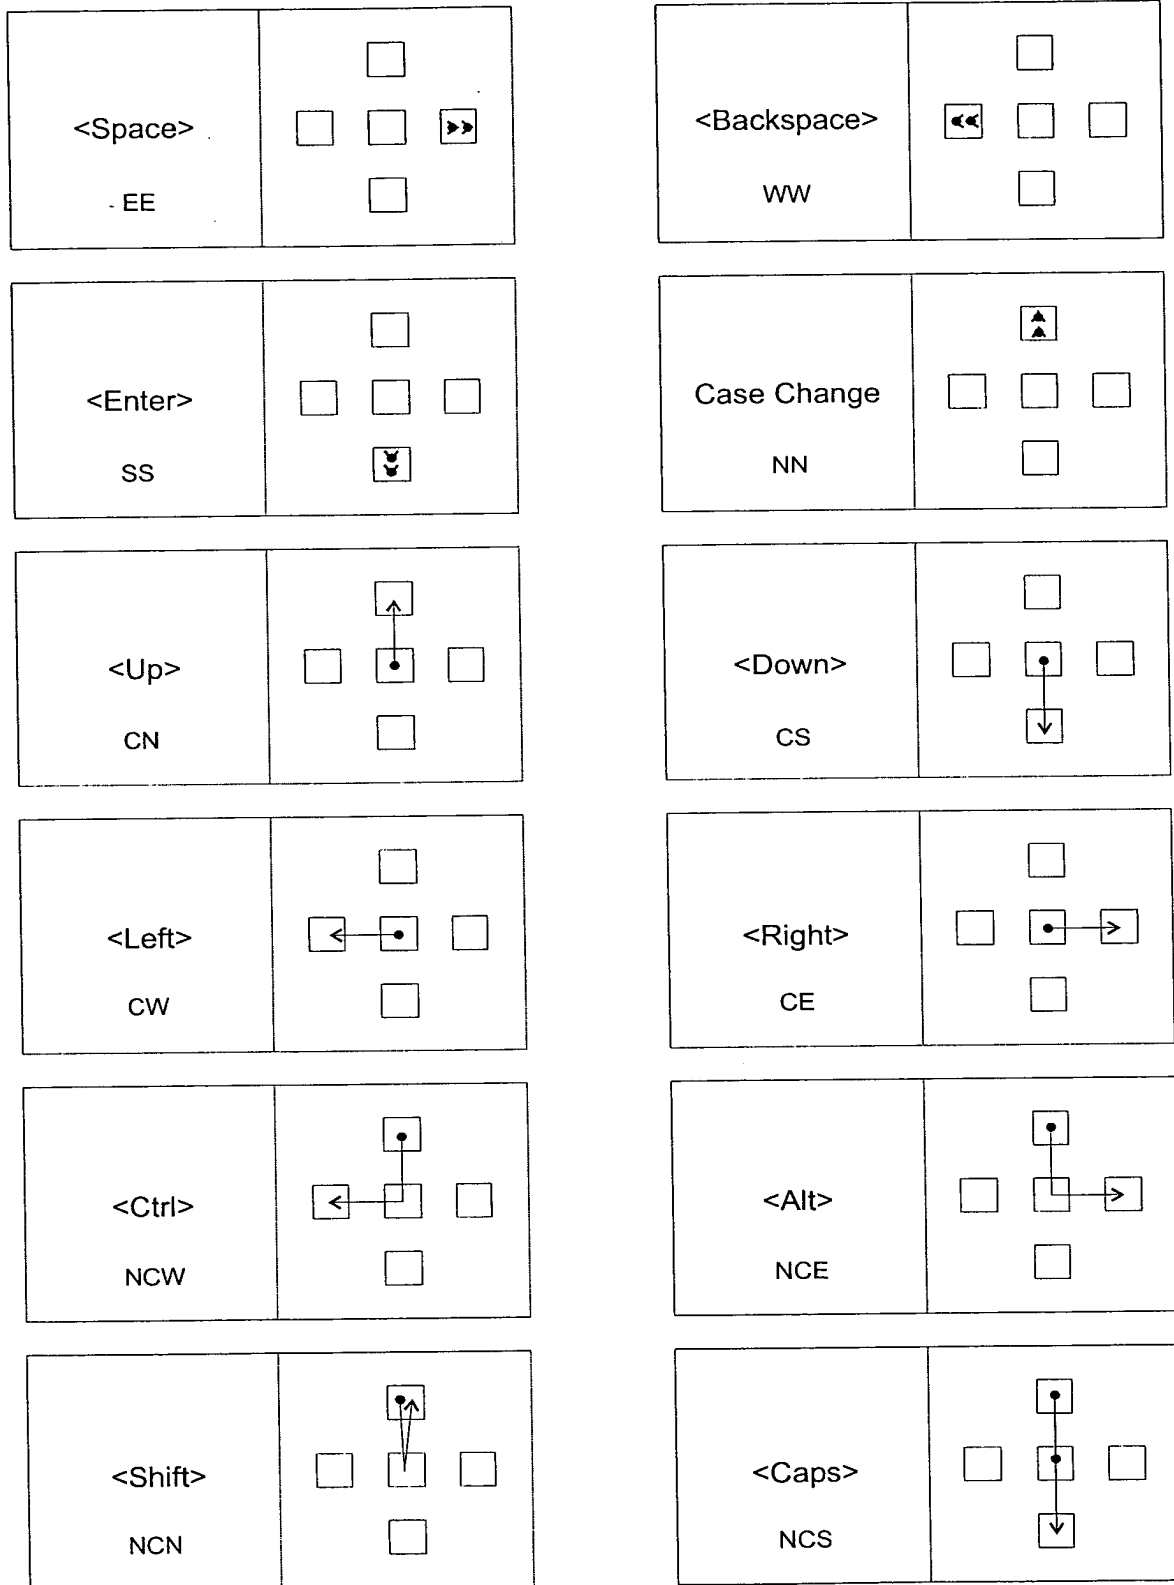 <Space>
EE
<Backspace>
WW
<Enter>
SS
Case Change
NN
<Up>
CN
<Down>
CS
<Left>
CW
<Right>
CE
<Ctrl>
NCW
<Alt>
NCE
<Shift>
NCN
<Caps>
NCS